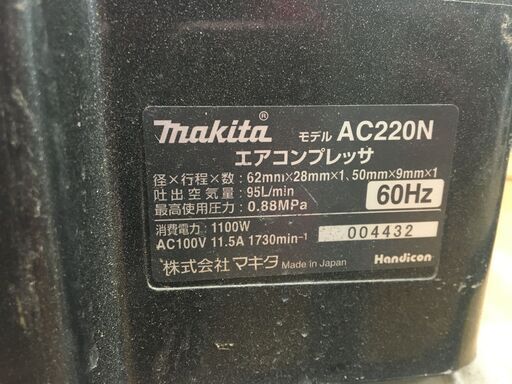 makita® モデル AC220N
エアコンプレッサ
径×行程×数：62mm×28mm×1、50mm×9mm×1
吐出空気量：95L/min
最高使用圧力：0.88MPa
60Hz
消費電力：1100W
AC100V 11.5A 1730min⁻¹
004432
株式会社マキタ Made in Japan
Handicon